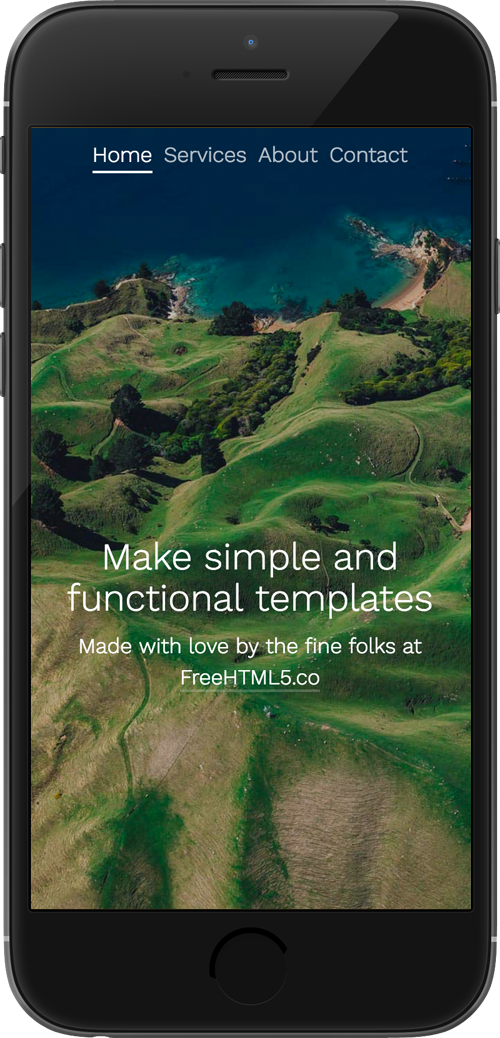 Home Services About Contact
Make simple and
functional templates
Made with love by the fine folks at
FreeHTML5.co